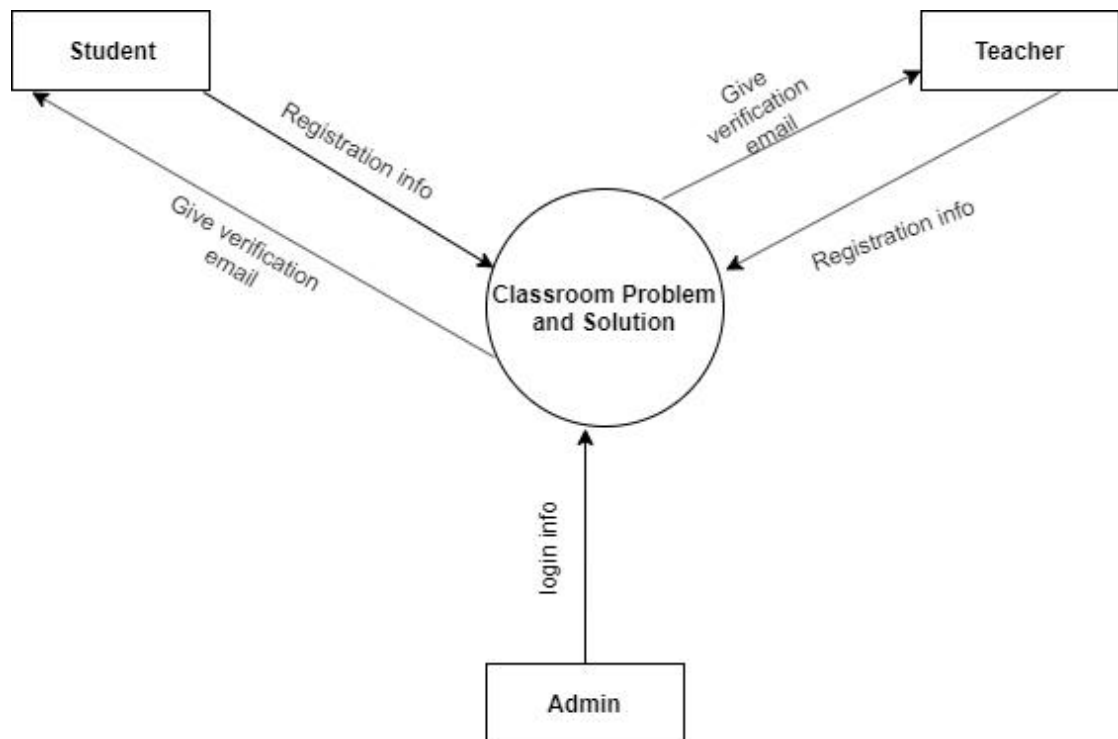 Student
Teacher
Give
verification
email
Registration info
Registration info
Give verification
email
Classroom Problem
and Solution
login info
Admin